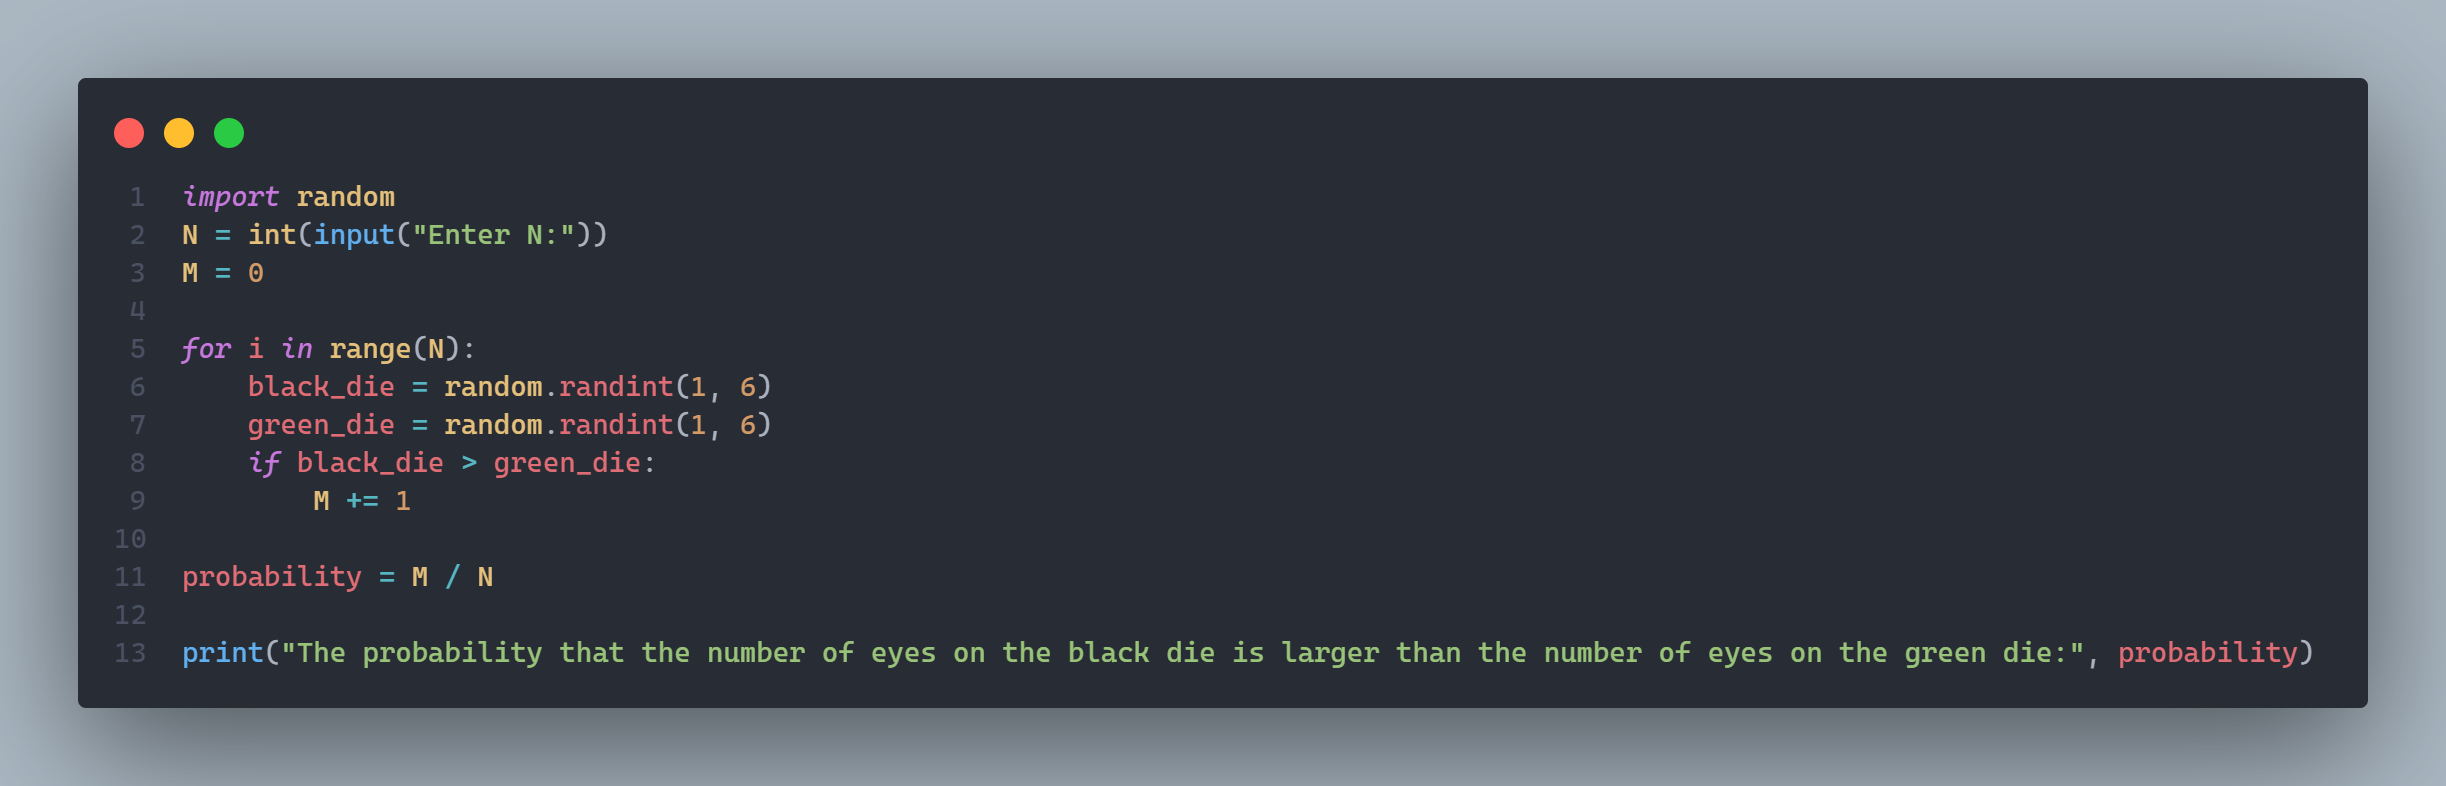 1 import random
2 N = int(input("Enter N:"))
3 M = 0
4
5 for i in range(N):
6     black_die = random.randint(1, 6)
7     green_die = random.randint(1, 6)
8     if black_die > green_die:
9         M += 1
10
11 probability = M / N
12
13 print("The probability that the number of eyes on the black die is larger than the number of eyes on the green die:", probability)